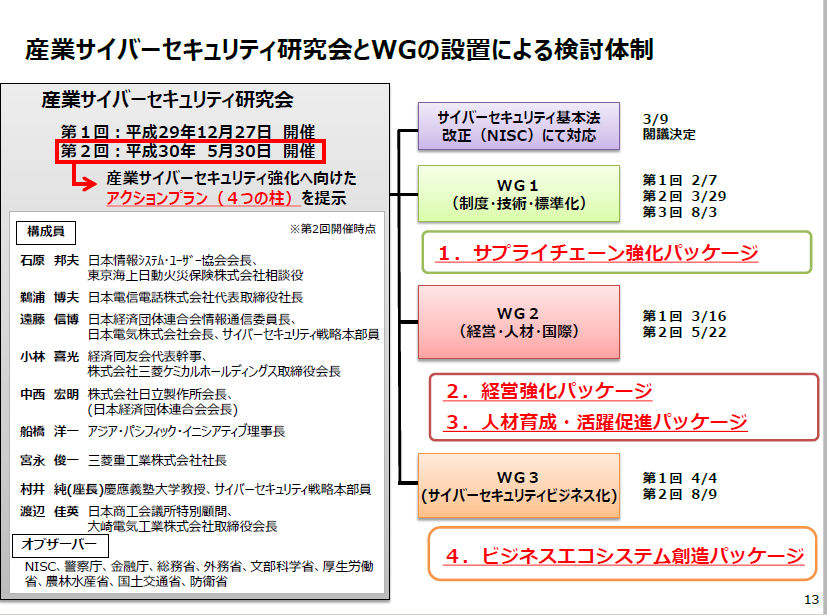 産業サイバーセキュリティ研究会とWGの設置による検討体制
産業サイバーセキュリティ研究会
第1回：平成29年12月27日 開催
第2回：平成30年 5月30日 開催
産業サイバーセキュリティ強化へ向けた
アクションプラン（４つの柱）を提示
構成員
※第2回開催時点
石原 邦夫 日本情報ｼｽﾃﾑ・ﾕｰｻﾞｰ協会会長、
東京海上日動火災保険株式会社相談役
鵜浦 博夫 日本電信電話株式会社代表取締役社長
遠藤 信博 日本経済団体連合会情報通信委員長、
日本電気株式会社会長、サイバーセキュリティ戦略本部員
小林 喜光 経済同友会代表幹事、
株式会社三菱ケミカルホールディングス取締役会長
中西 宏明 株式会社日立製作所会長、
(日本経済団体連合会会長)
船橋 洋一 アジア・パシフィック・イニシアティブ理事長
宮永 俊一 三菱重工業株式会社社長
村井 純(座長)慶應義塾大学教授、サイバーセキュリティ戦略本部員
渡辺 佳英 日本商工会議所特別顧問、
大崎電気工業株式会社取締役会長
オブザーバー
NISC、警察庁、金融庁、総務省、外務省、文部科学省、厚生労働
省、農林水産省、国土交通省、防衛省
サイバーセキュリティ基本法
改正（NISC）にて対応
3/9
閣議決定
WG１
（制度・技術・標準化）
第１回 2/7
第２回 3/29
第３回 8/3
１．サプライチェーン強化パッケージ
WG２
（経営・人材・国際）
第１回 3/16
第２回 5/22
２．経営強化パッケージ
３．人材育成・活躍促進パッケージ
WG３
(サイバーセキュリティビジネス化)
第１回 4/4
第２回 8/9
４．ビジネスエコシステム創造パッケージ
13